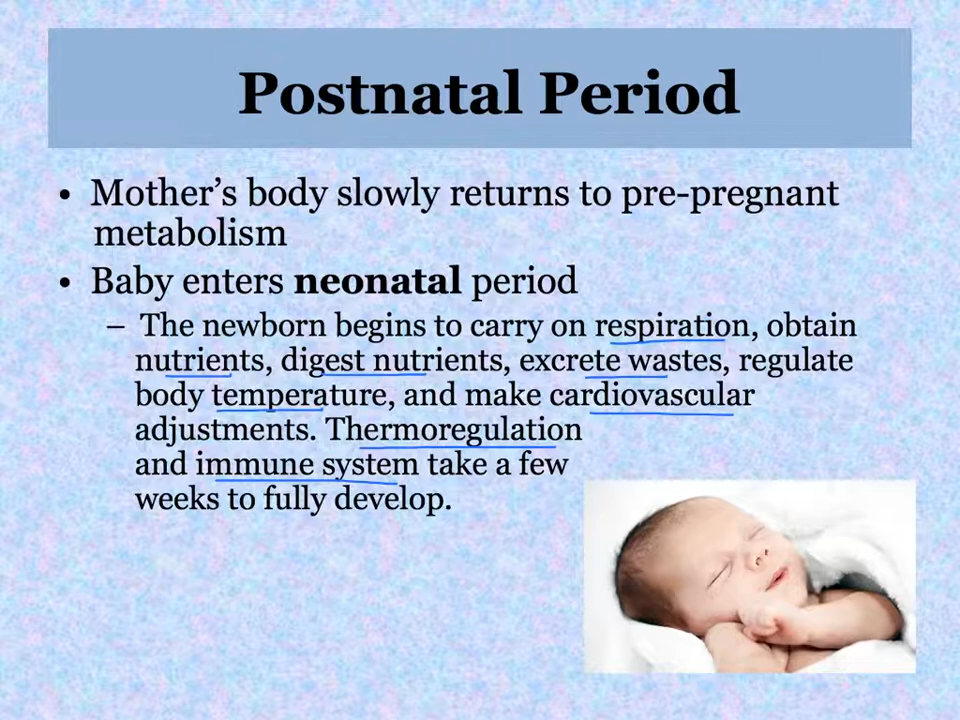 Postnatal Period
• Mother’s body slowly returns to pre-pregnant
metabolism
• Baby enters neonatal period
– The newborn begins to carry on respiration, obtain
nutrients, digest nutrients, excrete wastes, regulate
body temperature, and make cardiovascular
adjustments. Thermoregulation
and immune system take a few
weeks to fully develop.